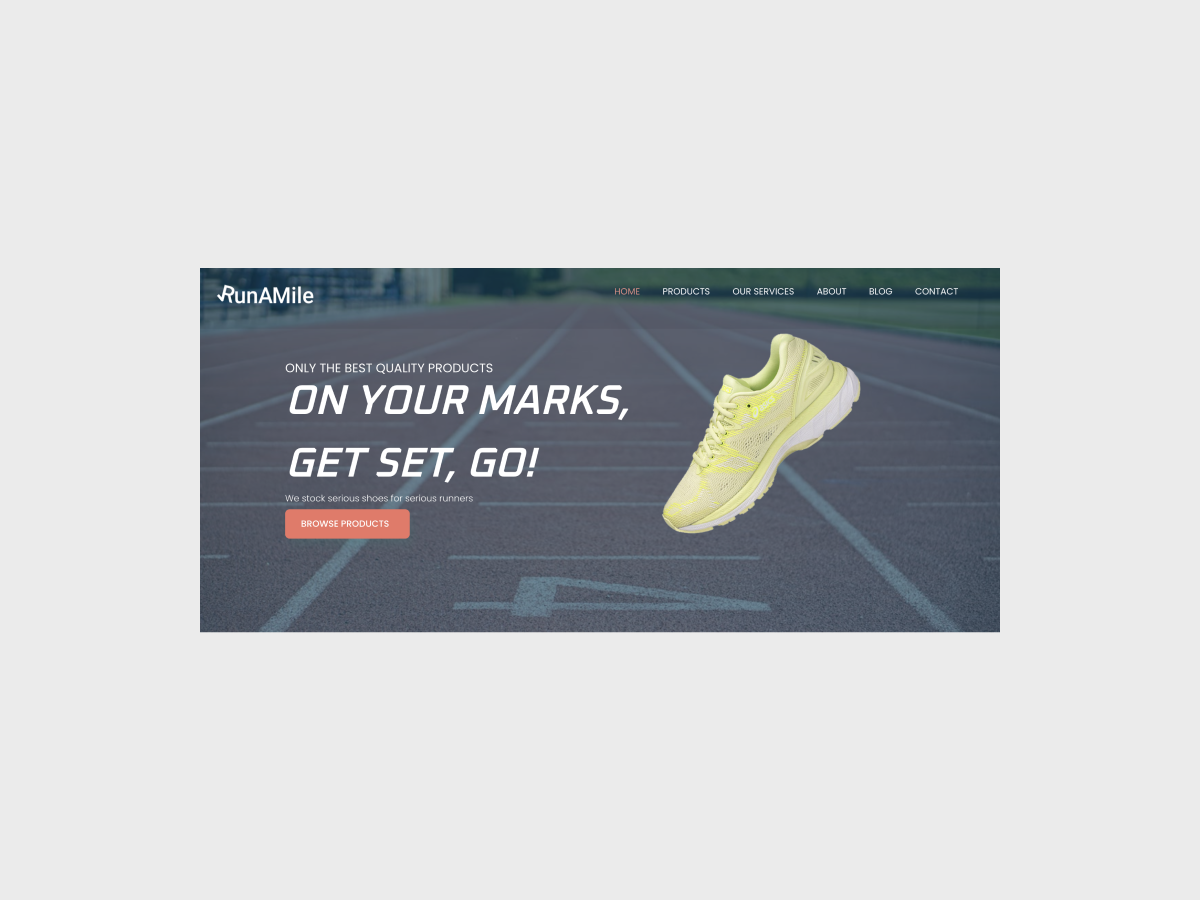 RunAMile
HOME PRODUCTS OUR SERVICES ABOUT BLOG CONTACT
ONLY THE BEST QUALITY PRODUCTS
ON YOUR MARKS,
GET SET, GO!
We stock serious shoes for serious runners
BROWSE PRODUCTS
4